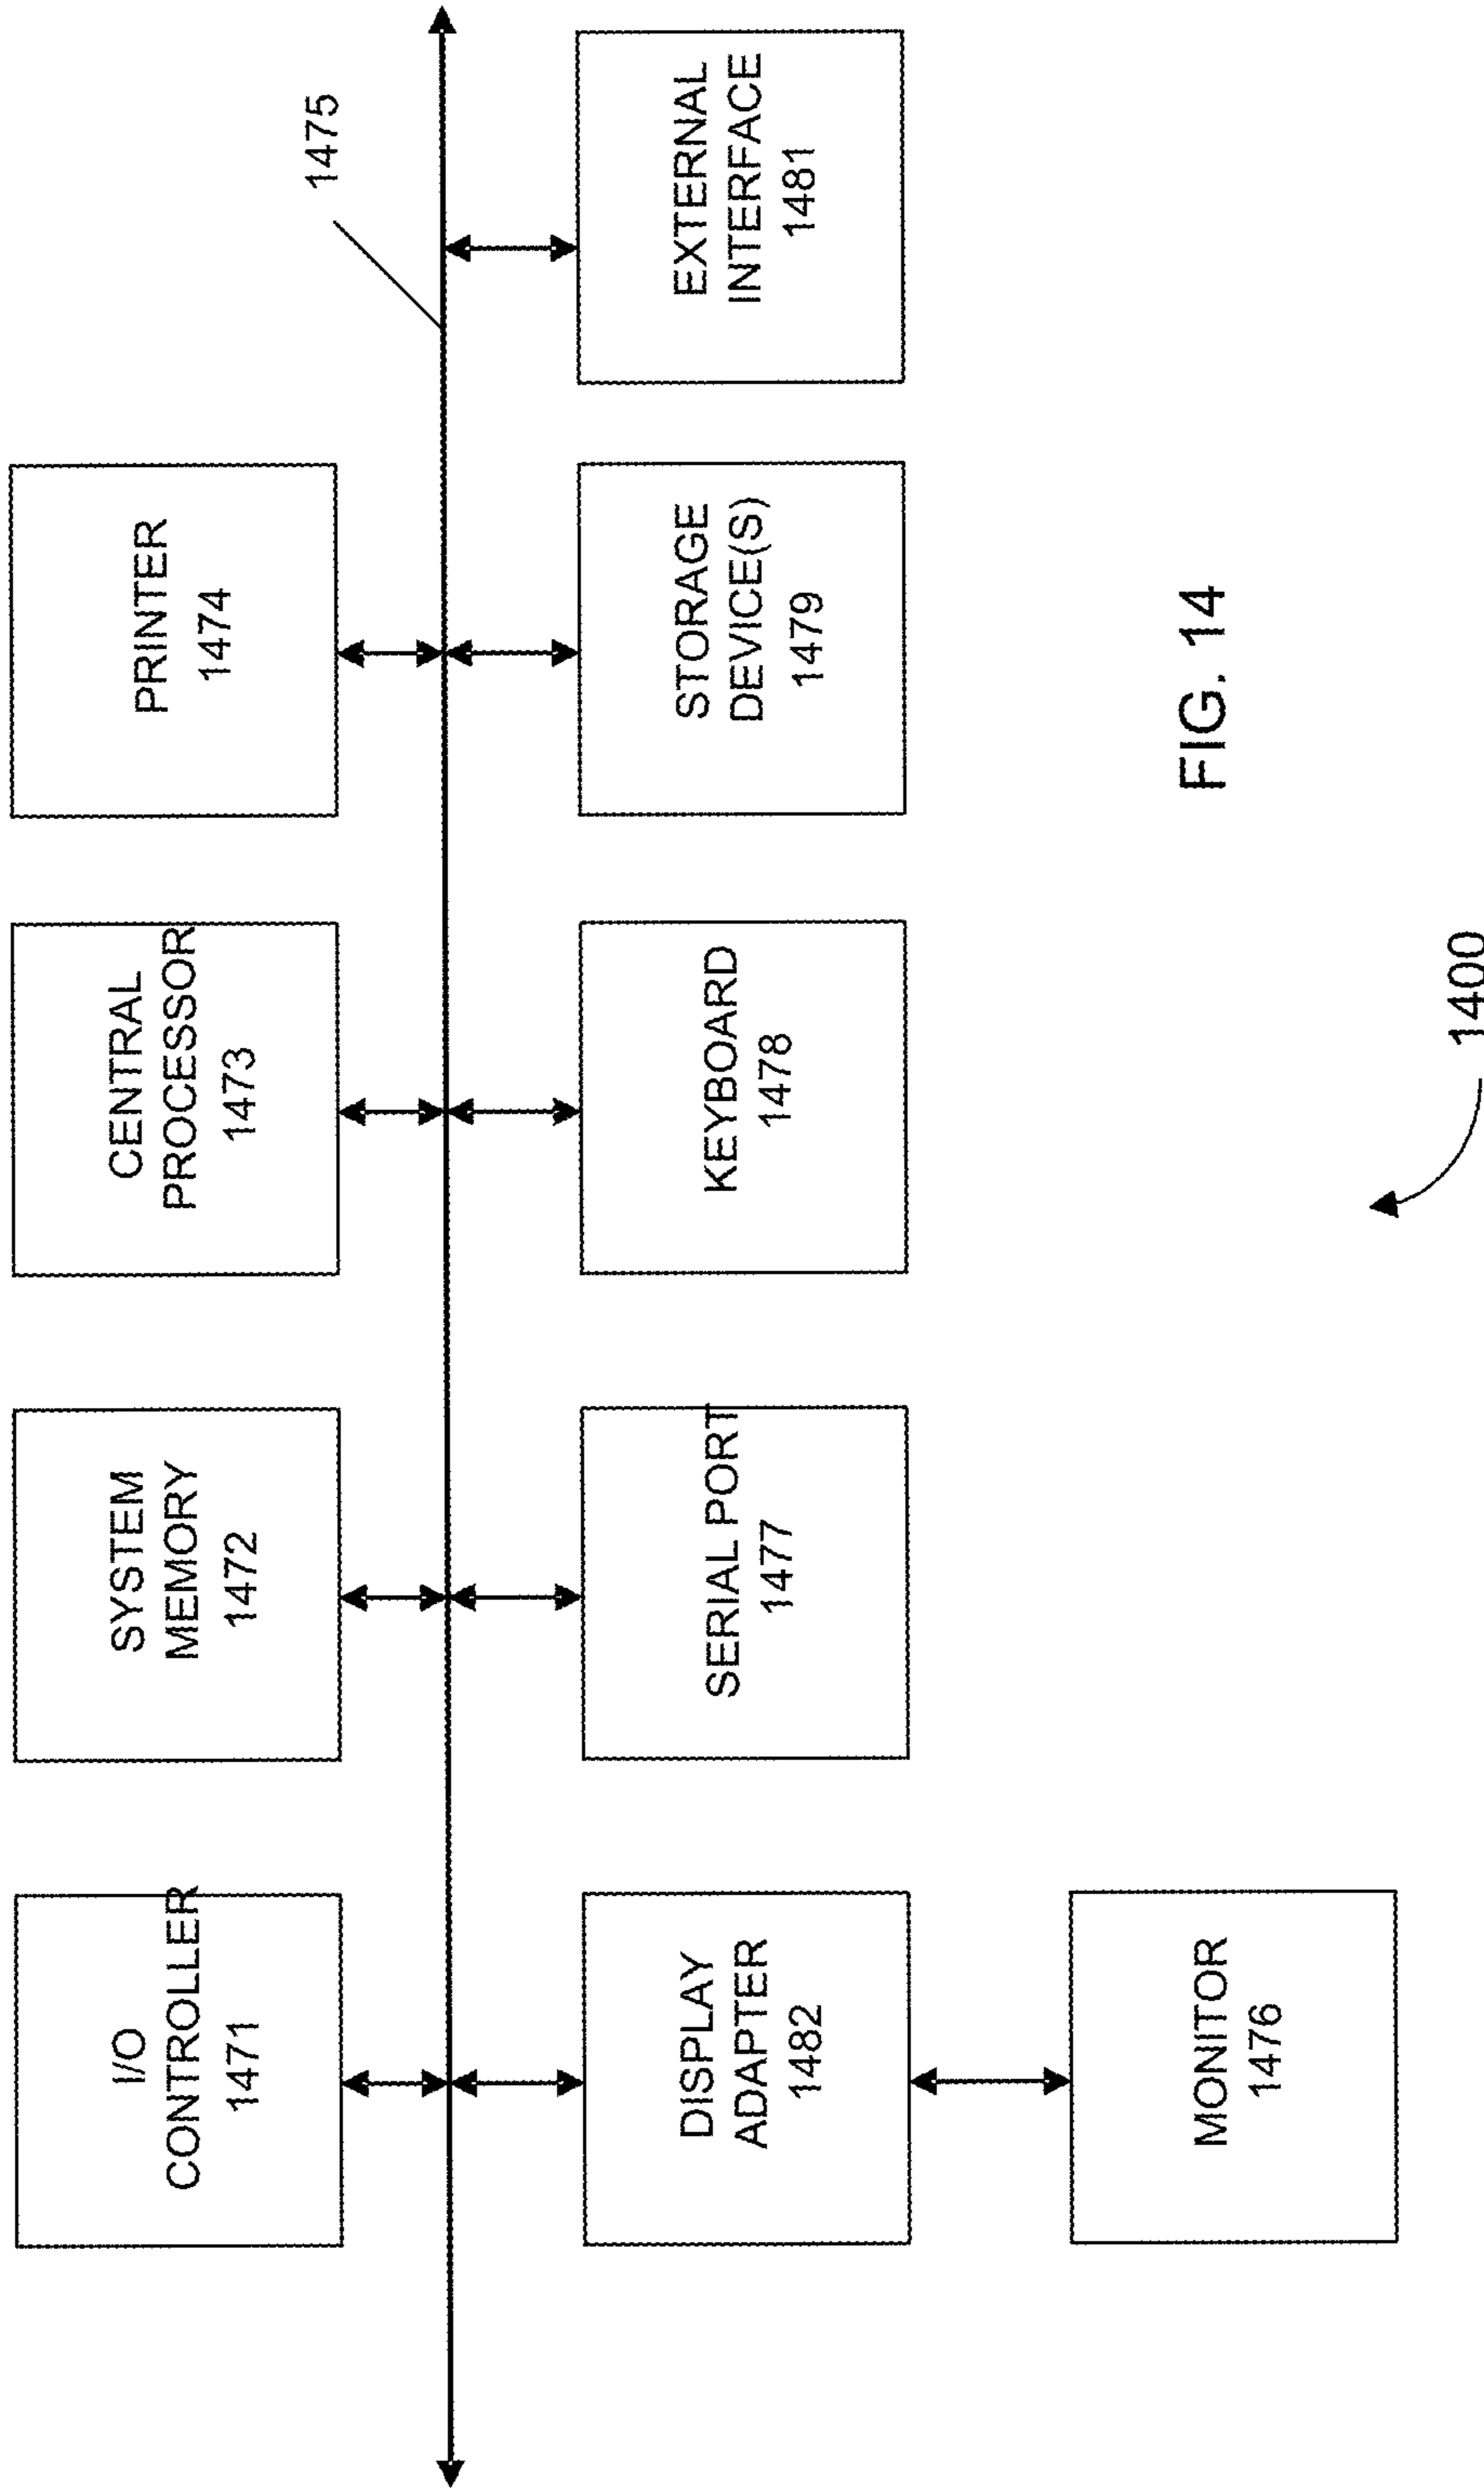 I/O
CONTROLLER
1471
SYSTEM
MEMORY
1472
CENTRAL
PROCESSOR
1473
PRINTER
1474
1475
DISPLAY
ADAPTER
1482
SERIAL PORT
1477
KEYBOARD
1478
STORAGE
DEVICE(S)
1479
EXTERNAL
INTERFACE
1481
MONITOR
1476
FIG. 14
1400